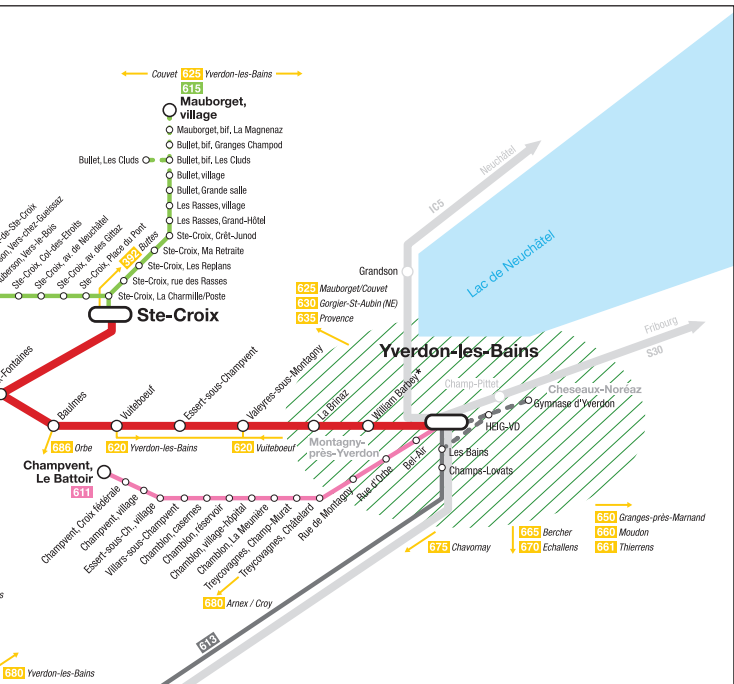 Couvet 625 Yverdon-les-Bains
615
Mauborget,
village
Mauborget, bif. La Magnenaz
Bullet, bif. Granges Champod
Bullet, Les Cluds
Bullet, bif. Les Cluds
Bullet, village
Bullet, Grande salle
Les Rasses, village
Les Rasses, Grand-Hôtel
Ste-Croix, Crêt-Junod
Ste-Croix, Ma Retraite
Ste-Croix, Les Replans
Ste-Croix, rue des Rasses
Ste-Croix, La Charmille/Poste
-de-Ste-Croix
Vers-chez-Gueissaz
Vers-le-Bois
Ste-Croix, Col-des-Etroits
Ste-Croix, av. de Neuchâtel
Ste-Croix, av. des Gittaz
Ste-Croix, Place du Pont
392 Buttes
Ste-Croix
Neuchâtel
IC5
Grandson
Lac de Neuchâtel
625 Mauborget/Couvet
630 Gorgier-St-Aubin (NE)
635 Provence
Fribourg
S30
Yverdon-les-Bains
Champ-Pittet
Cheseaux-Noréaz
Gymnase d'Yverdon
HEIG-VD
Les Bains
Champs-Lovats
-Fontaines
Baulmes
Vuiteboeuf
Essert-sous-Champvent
Valeyres-sous-Montagny
La Brinaz
William Barbey*
Montagny-
près-Yverdon
686 Orbe
620 Yverdon-les-Bains
620 Vuiteboeuf
Champvent,
Le Battoir
611
Champvent, Croix fédérale
Champvent, village
Essert-sous-Ch., village
Villars-sous-Champvent
Chamblon, casernes
Chamblon, réservoir
Chamblon, village-hôpital
Chamblon, La Meunière
Treycovagnes, Champ-Murat
Treycovagnes, Châtelard
Rue de Montagny
Rue d'Orbe
Bel-Air
680 Arnex / Croy
675 Chavornay
665 Bercher
670 Echallens
650 Granges-près-Marnand
660 Moudon
661 Thierrens
613
680 Yverdon-les-Bains